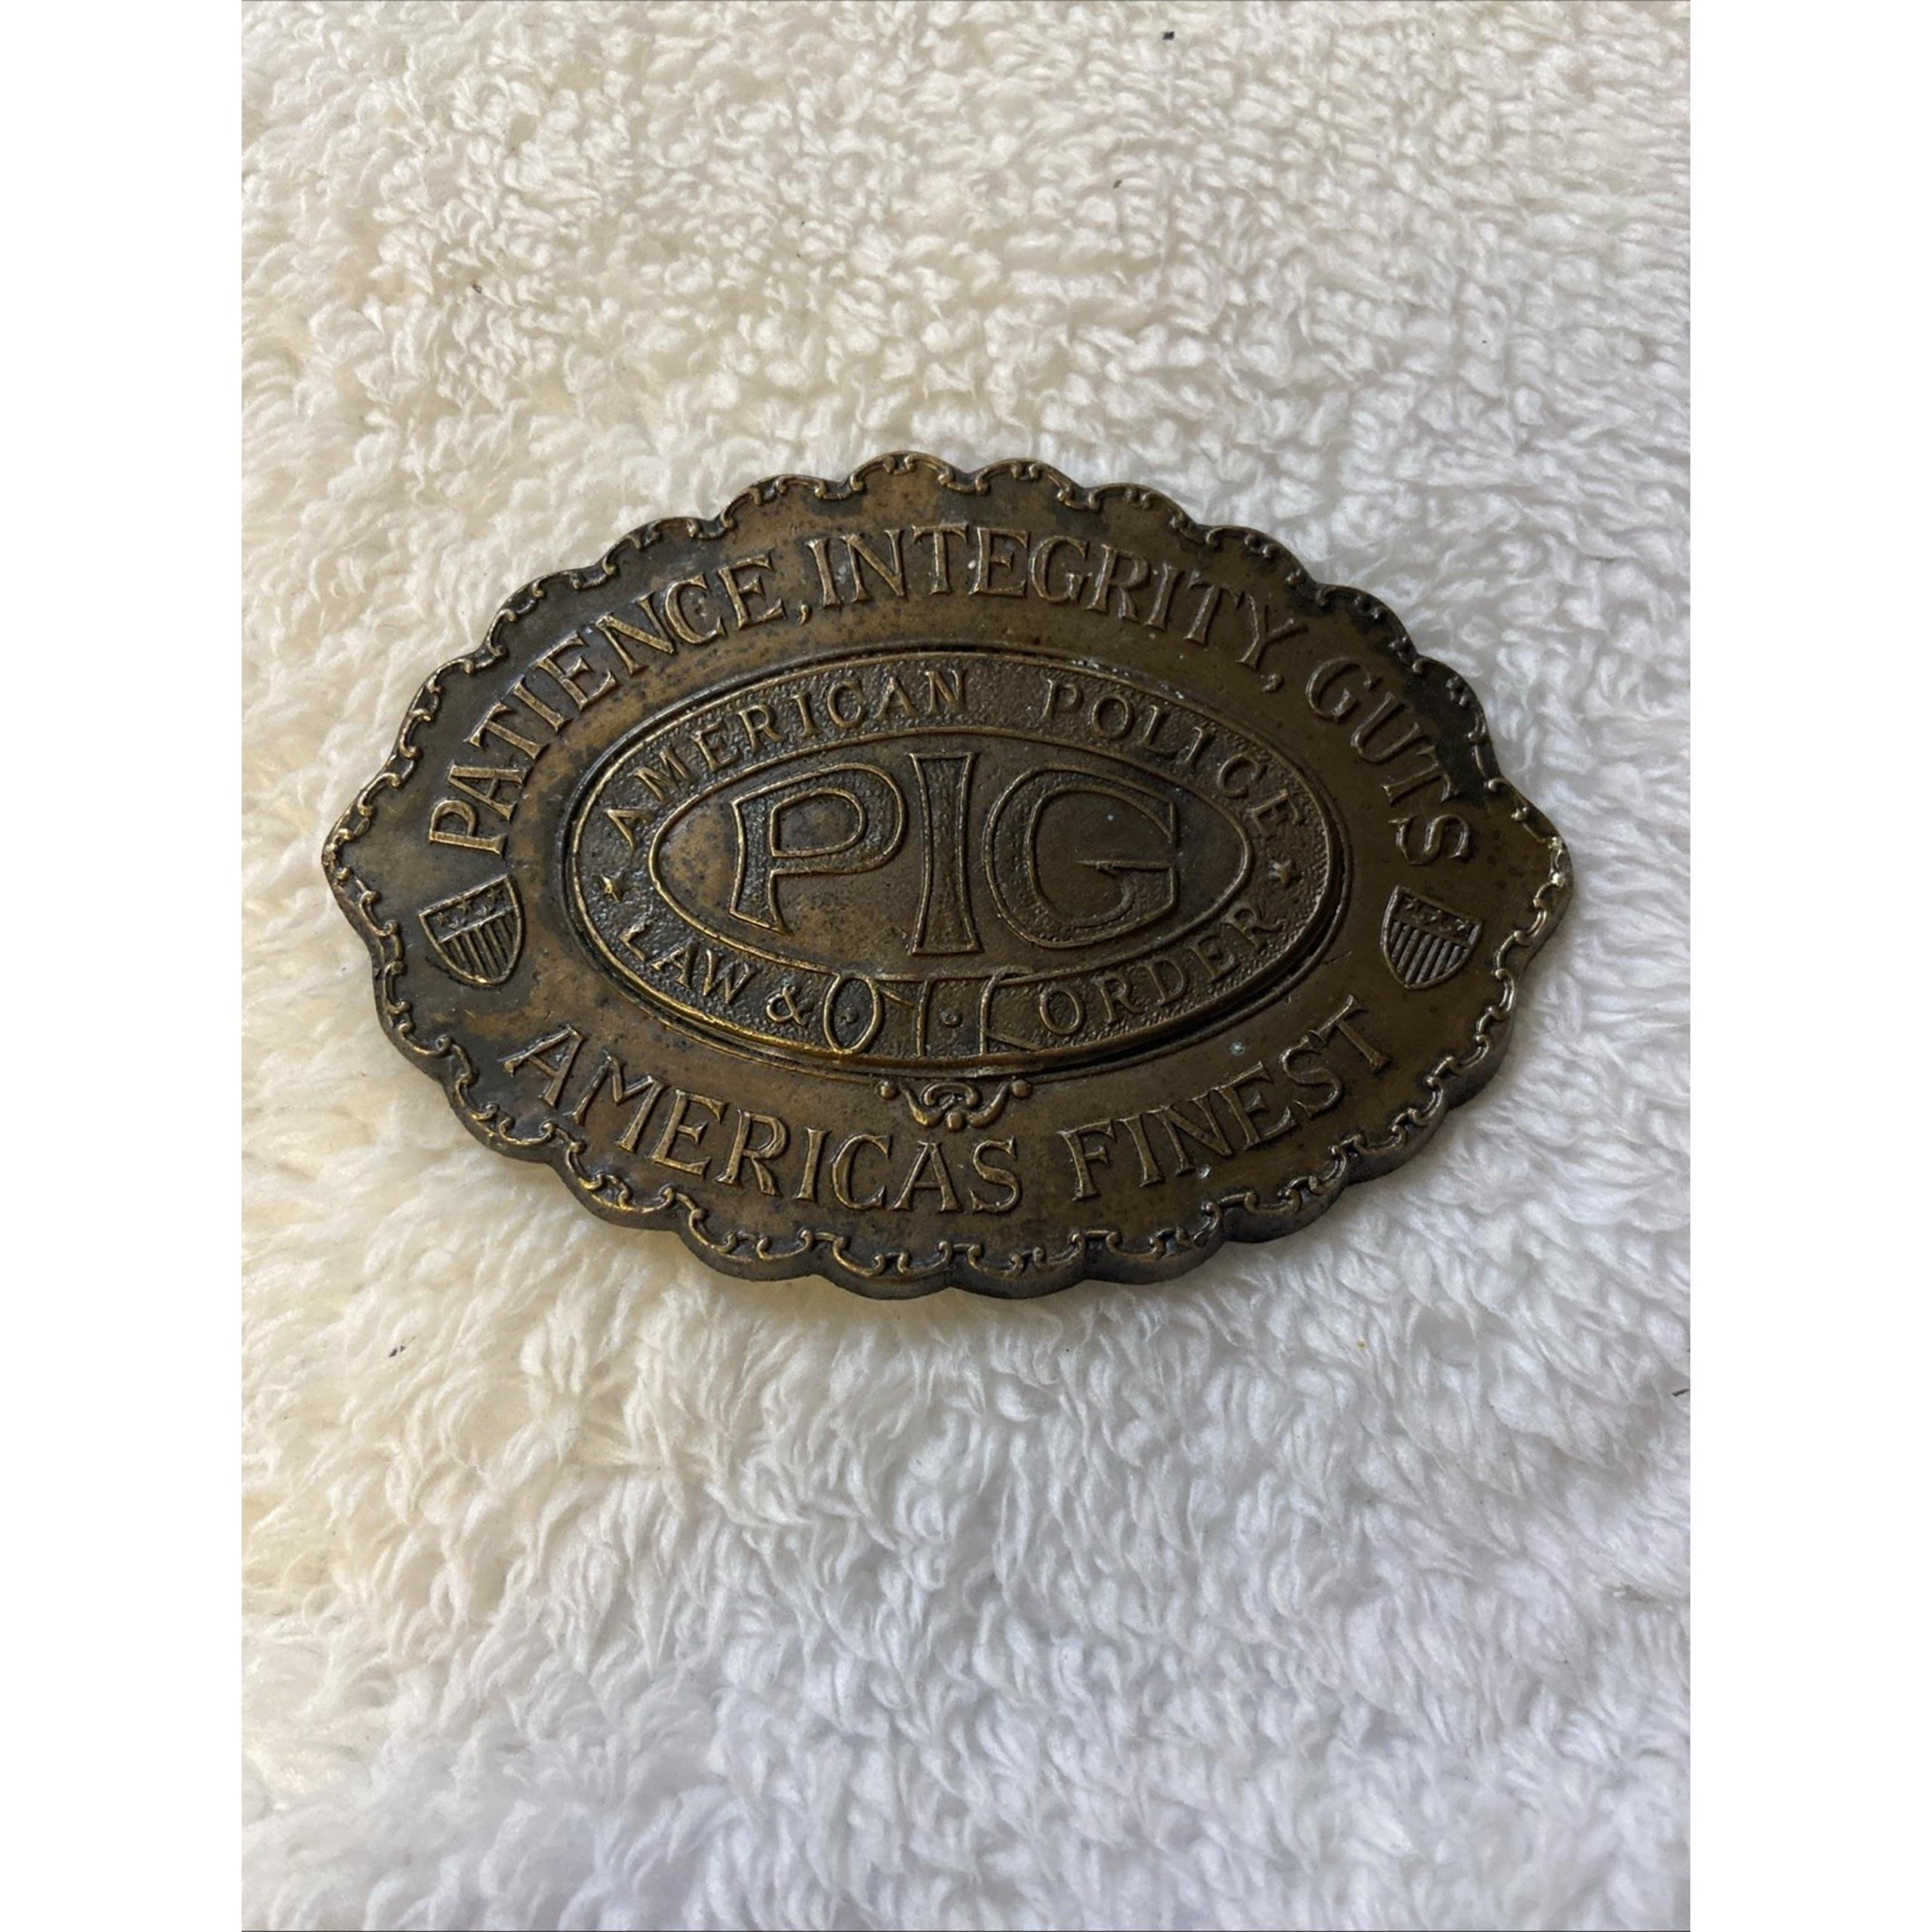 PATIENCE, INTEGRITY, GUTS
AMERICAN POLICE
PIG
LAW & ORDER
AMERICAS FINEST